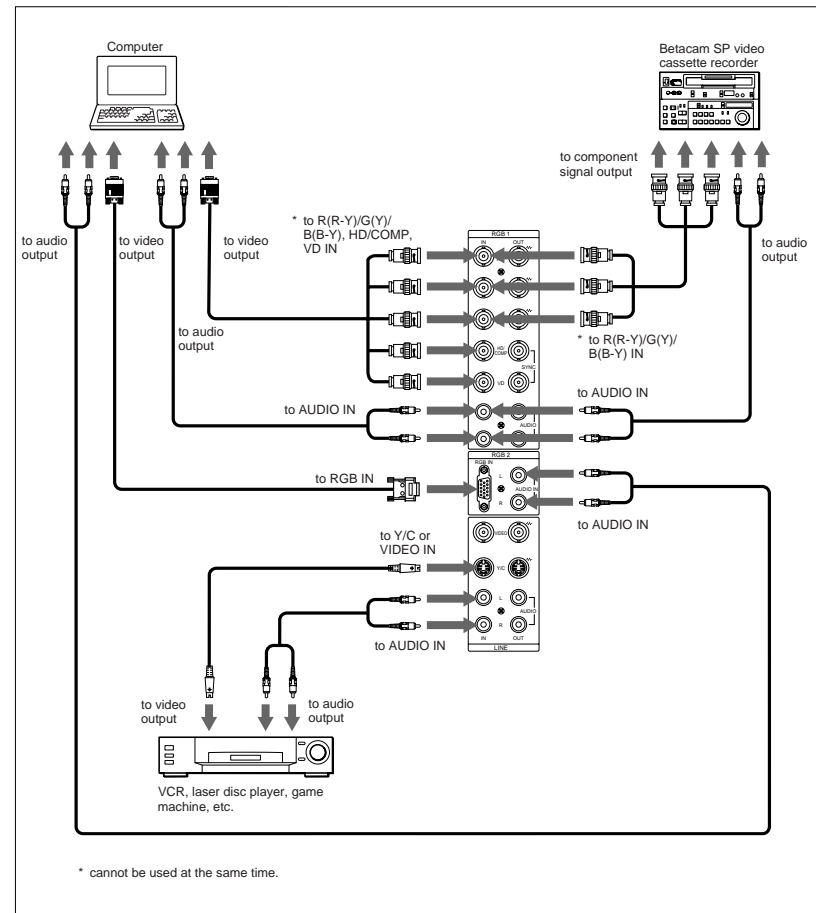 Computer
Betacam SP video
cassette recorder
to component
signal output
to audio
output
to video
output
to video
output
to audio
output
* to R(R-Y)/G(Y)/
B(B-Y), HD/COMP,
VD IN
to audio
output
* to R(R-Y)/G(Y)/
B(B-Y) IN
RGB 1
IN
OUT
HD/
COMP
SYNC
VD
AUDIO
to AUDIO IN
to AUDIO IN
RGB 2
RGB IN
L
AUDIO IN
R
to RGB IN
to AUDIO IN
to Y/C or
VIDEO IN
VIDEO
Y/C
L
AUDIO
R
IN
OUT
LINE
to AUDIO IN
to video
output
to audio
output
VCR, laser disc player, game
machine, etc.
* cannot be used at the same time.